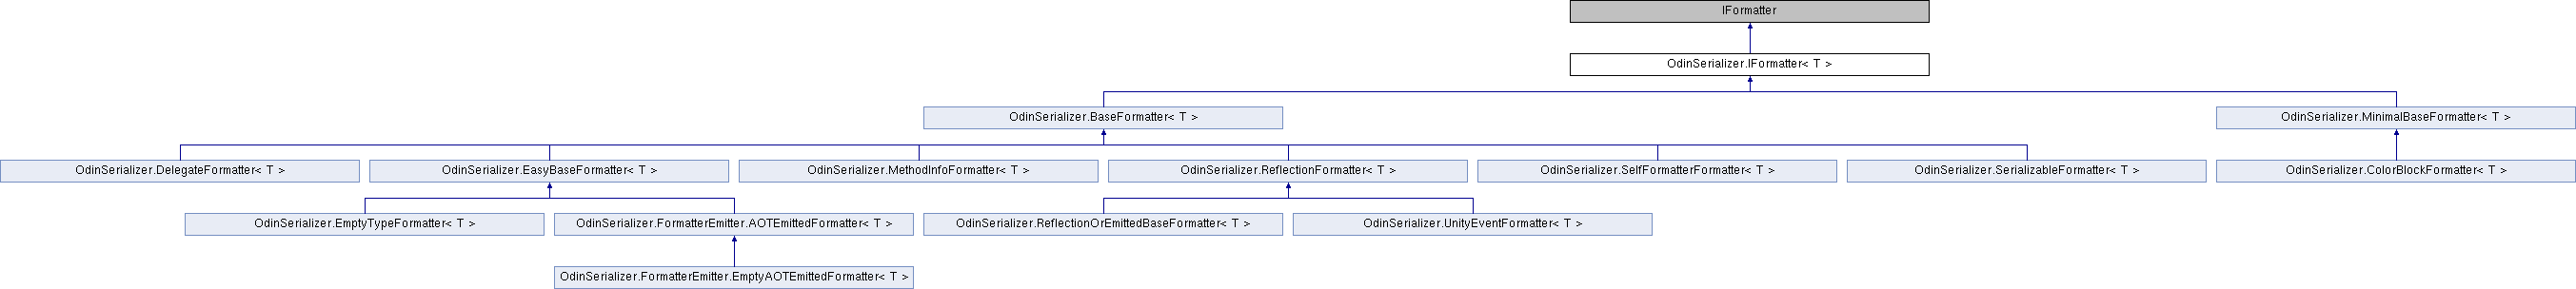 IFormatter
OdinSerializer.IFormatter< T >
OdinSerializer.BaseFormatter< T >
OdinSerializer.MinimalBaseFormatter< T >
OdinSerializer.DelegateFormatter< T >
OdinSerializer.EasyBaseFormatter< T >
OdinSerializer.MethodInfoFormatter< T >
OdinSerializer.ReflectionFormatter< T >
OdinSerializer.SelfFormatterFormatter< T >
OdinSerializer.SerializableFormatter< T >
OdinSerializer.ColorBlockFormatter< T >
OdinSerializer.EmptyTypeFormatter< T >
OdinSerializer.FormatterEmitter.AOTEmittedFormatter< T >
OdinSerializer.ReflectionOrEmittedBaseFormatter< T >
OdinSerializer.UnityEventFormatter< T >
OdinSerializer.FormatterEmitter.EmptyAOTEmittedFormatter< T >